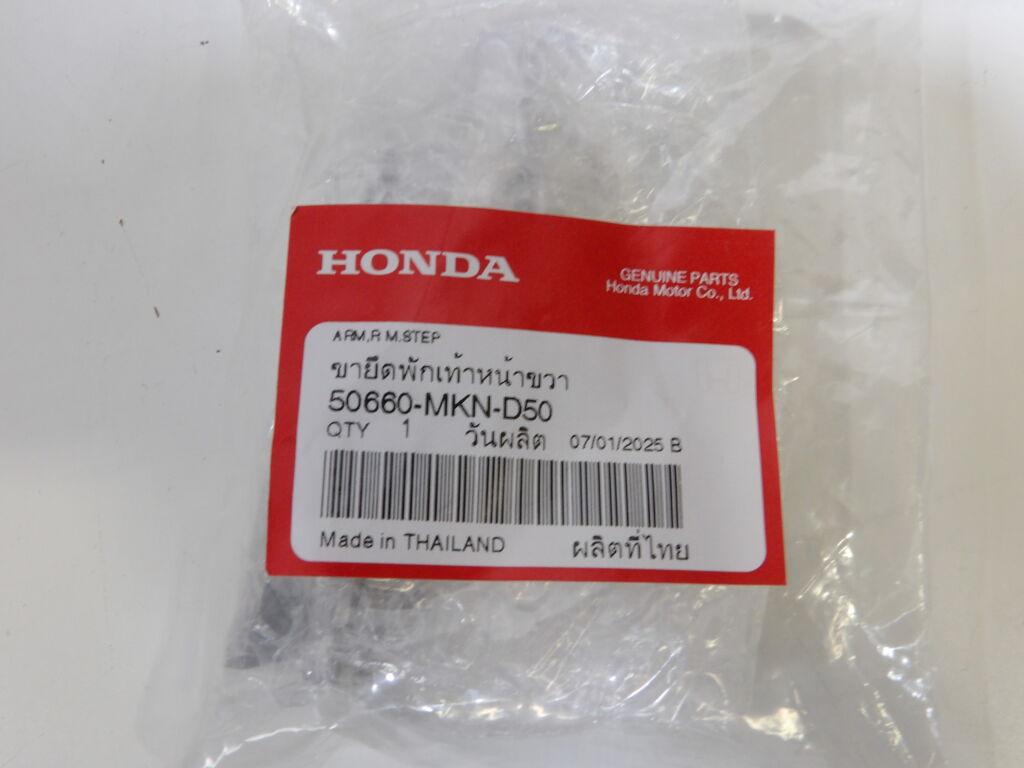 HONDA
GENUINE PARTS
Honda Motor Co., Ltd.
ARM,R M.STEP
ขายึดพักเท้าหน้าขวา
50660-MKN-D50
QTY 1 วันผลิต 07/01/2025 B
Made in THAILAND ผลิตที่ไทย